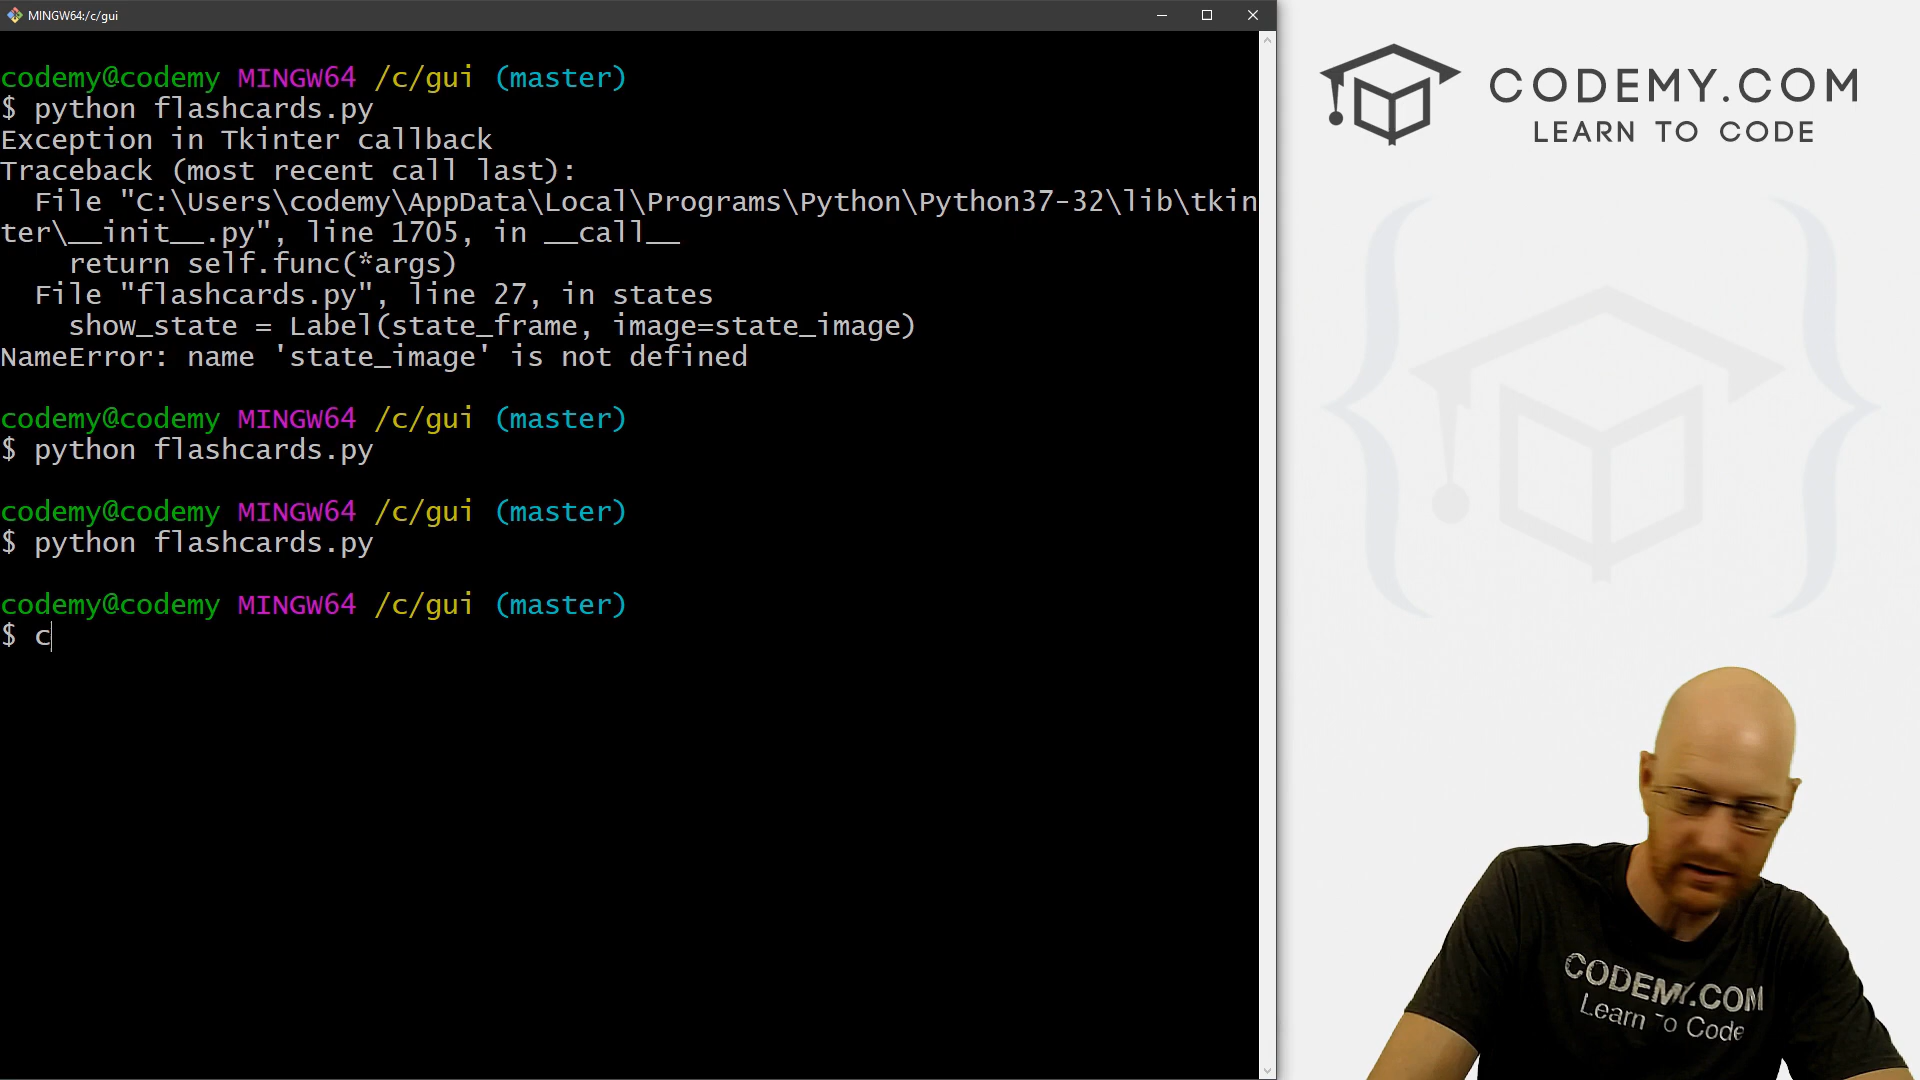 MINGW64:/c/gui
codemy@codemy MINGW64 /c/gui (master)
$ python flashcards.py
Exception in Tkinter callback
Traceback (most recent call last):
  File "C:\Users\codemy\AppData\Local\Programs\Python\Python37-32\lib\tkin
ter\__init__.py", line 1705, in __call__
    return self.func(*args)
  File "flashcards.py", line 27, in states
    show_state = Label(state_frame, image=state_image)
NameError: name 'state_image' is not defined
codemy@codemy MINGW64 /c/gui (master)
$ python flashcards.py
codemy@codemy MINGW64 /c/gui (master)
$ python flashcards.py
codemy@codemy MINGW64 /c/gui (master)
$ c
CODEMY.COM
LEARN TO CODE
CODEMY.COM
Learn To Code